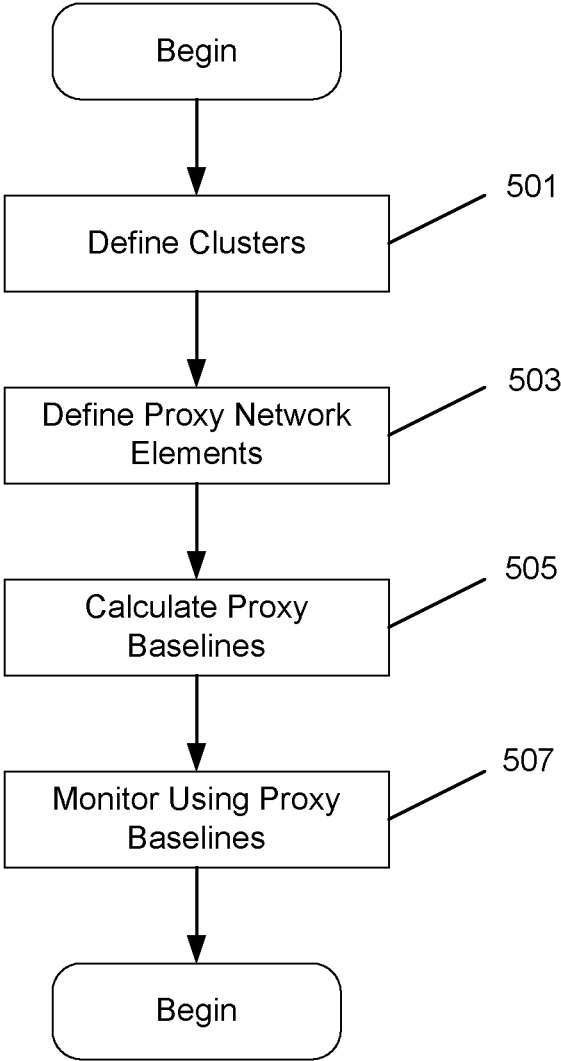 Begin
501
Define Clusters
503
Define Proxy Network
Elements
505
Calculate Proxy
Baselines
507
Monitor Using Proxy
Baselines
Begin